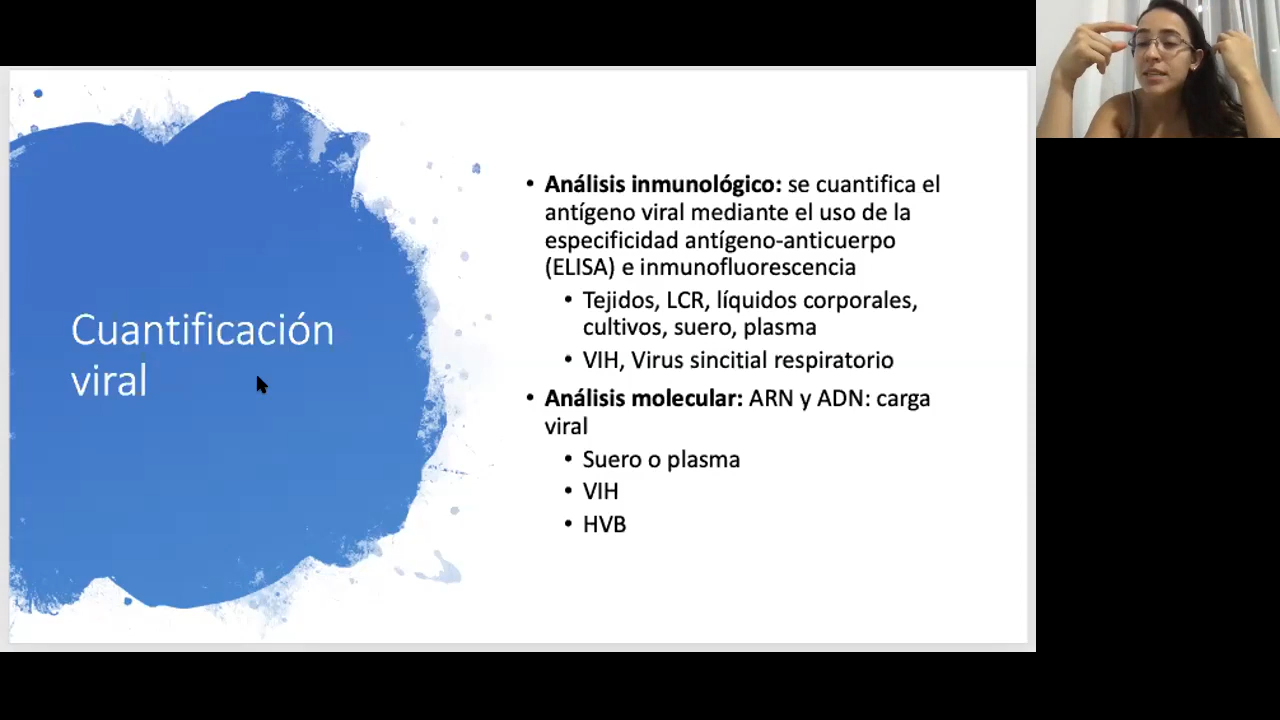 Cuantificación
viral
• Análisis inmunológico: se cuantifica el
antígeno viral mediante el uso de la
especificidad antígeno-anticuerpo
(ELISA) e inmunofluorescencia
• Tejidos, LCR, líquidos corporales,
cultivos, suero, plasma
• VIH, Virus sincitial respiratorio
• Análisis molecular: ARN y ADN: carga
viral
• Suero o plasma
• VIH
• HVB